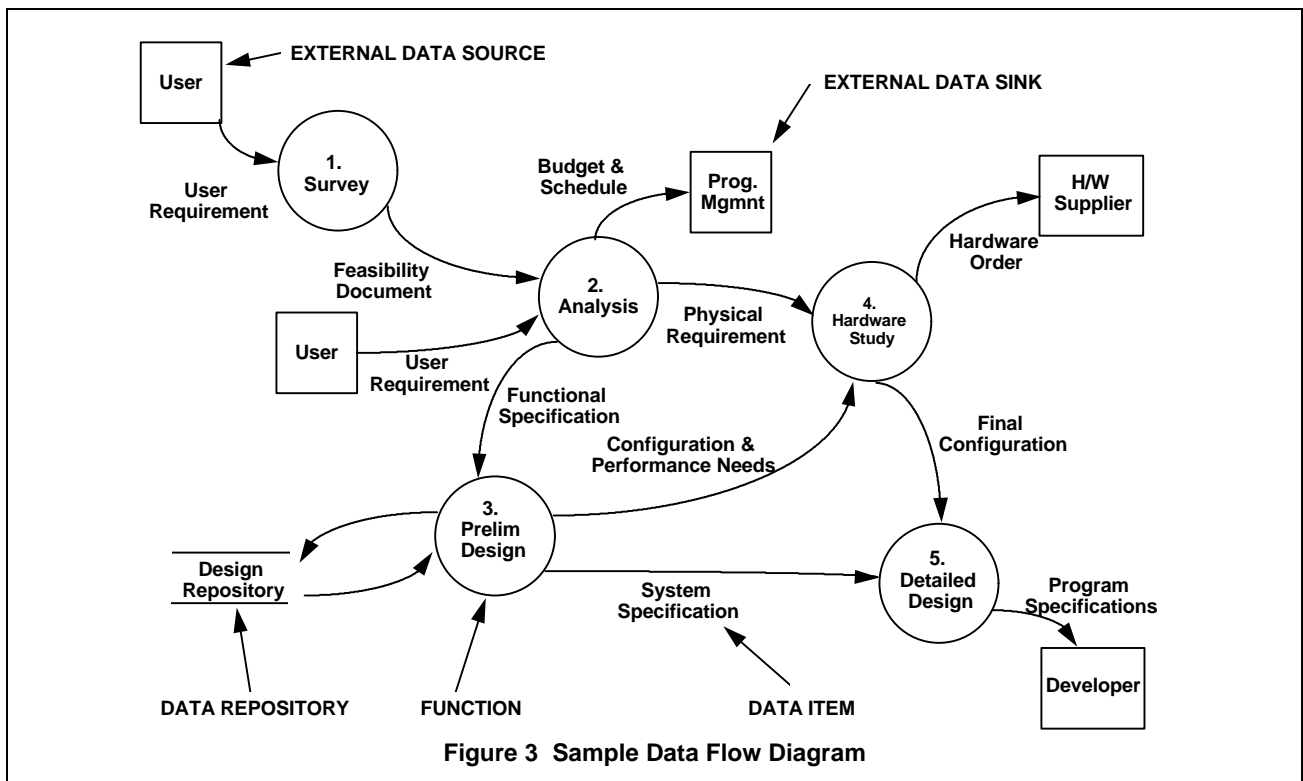 EXTERNAL DATA SOURCE
User
EXTERNAL DATA SINK
1.
Survey
User
Requirement
Budget &
Schedule
Prog.
Mgmnt
H/W
Supplier
Hardware
Order
Feasibility
Document
2.
Analysis
Physical
Requirement
4.
Hardware
Study
User
User
Requirement
Functional
Specification
Configuration &
Performance Needs
Final
Configuration
3.
Prelim
Design
Design
Repository
System
Specification
5.
Detailed
Design
Program
Specifications
Developer
DATA REPOSITORY
FUNCTION
DATA ITEM
Figure 3 Sample Data Flow Diagram